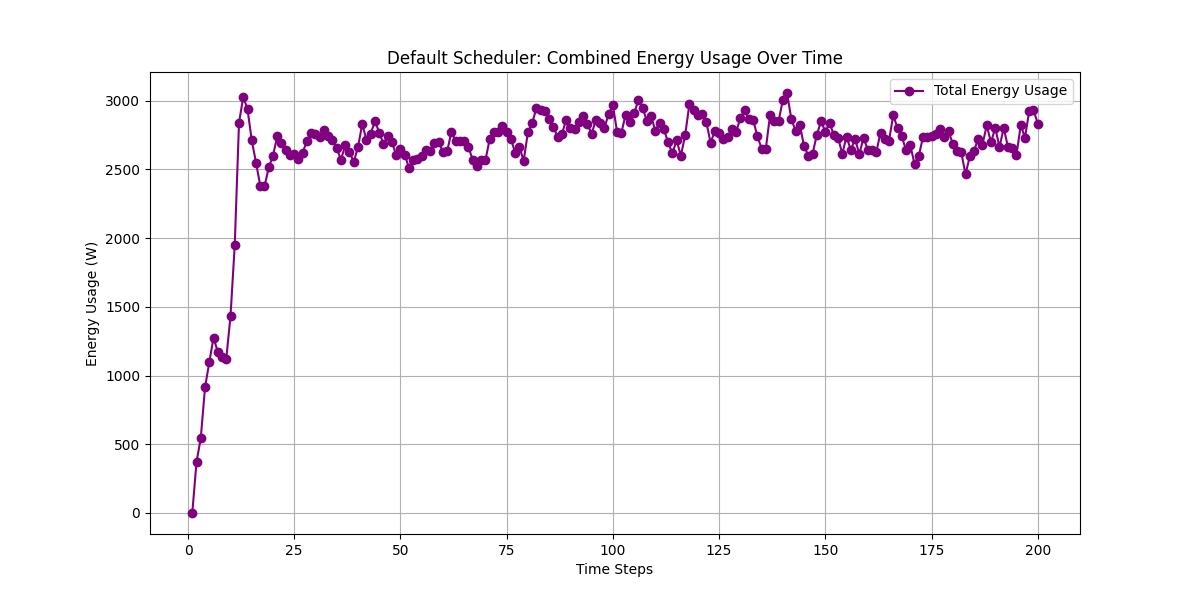 Default Scheduler: Combined Energy Usage Over Time
Total Energy Usage
Energy Usage (W)
3000
2500
2000
1500
1000
500
0
0 25 50 75 100 125 150 175 200
Time Steps